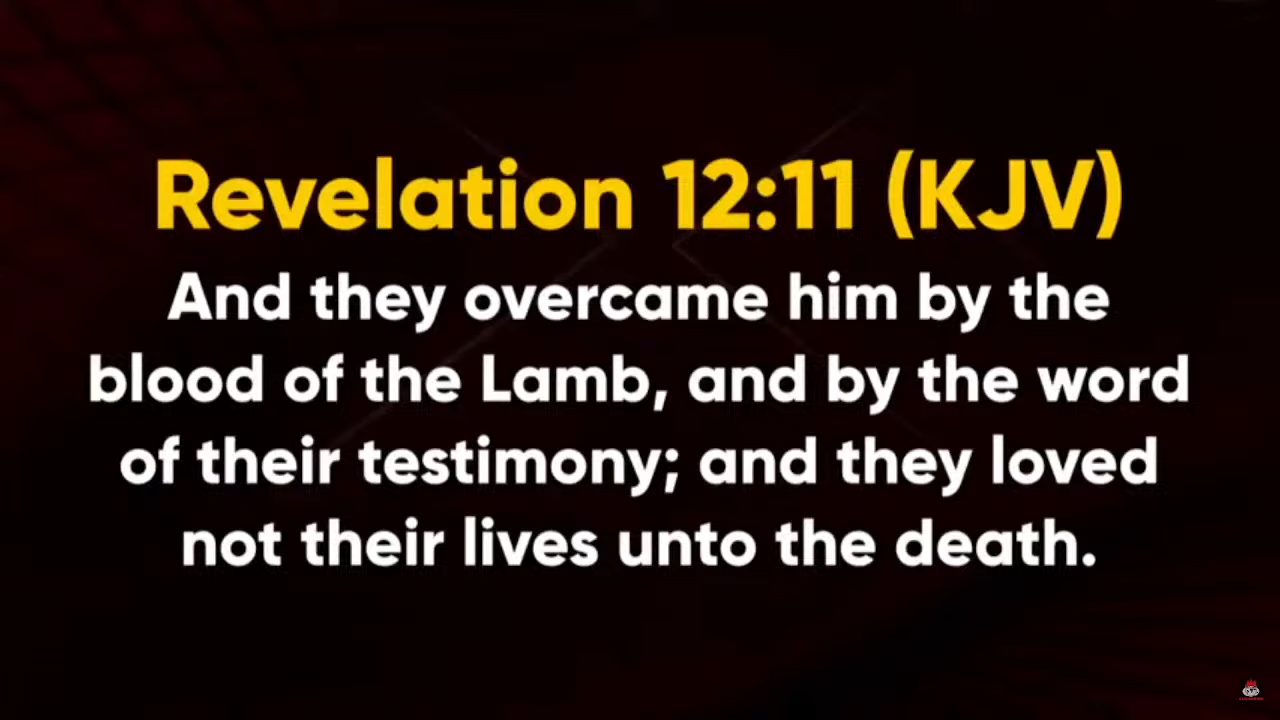 Revelation 12:11 (KJV)
And they overcame him by the
blood of the Lamb, and by the word
of their testimony; and they loved
not their lives unto the death.